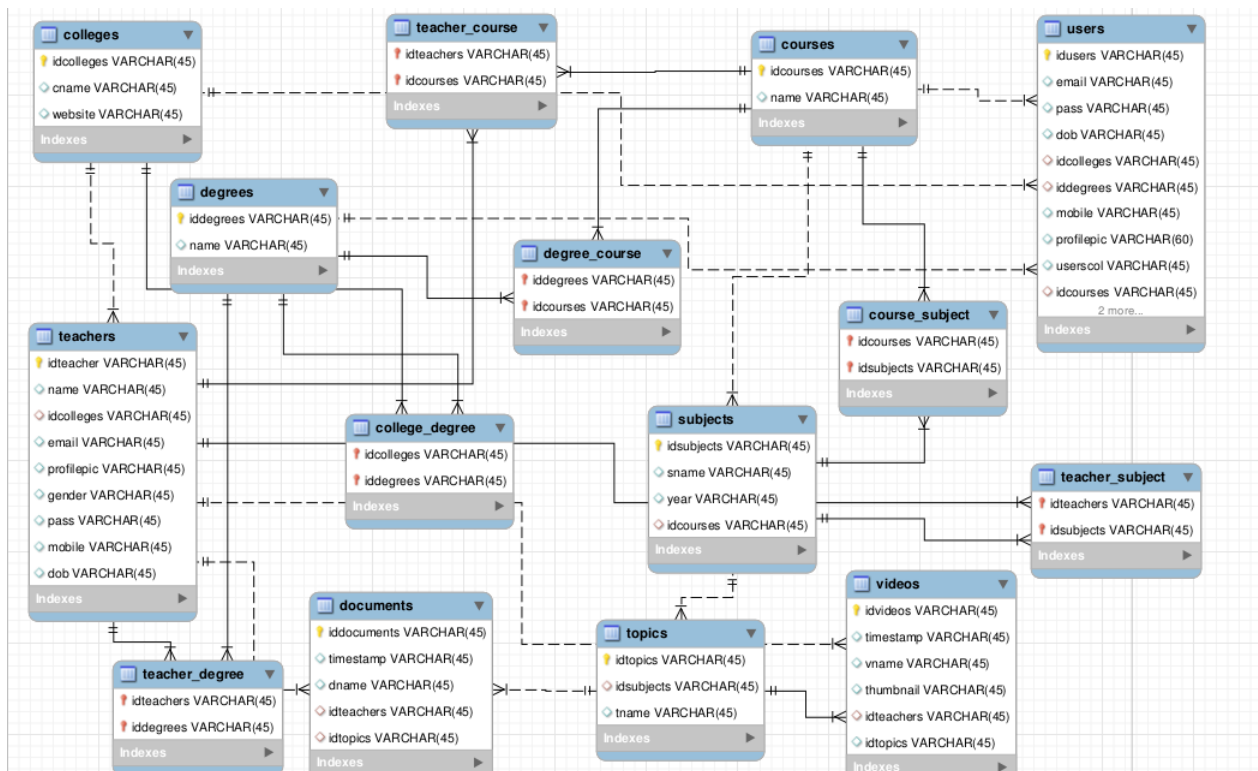 colleges
idcolleges VARCHAR(45)
cname VARCHAR(45)
website VARCHAR(45)
Indexes
teacher_course
idteachers VARCHAR(45)
idcourses VARCHAR(45)
Indexes
courses
idcourses VARCHAR(45)
name VARCHAR(45)
Indexes
users
idusers VARCHAR(45)
email VARCHAR(45)
pass VARCHAR(45)
dob VARCHAR(45)
idcolleges VARCHAR(45)
iddegrees VARCHAR(45)
mobile VARCHAR(45)
profilepic VARCHAR(60)
userscol VARCHAR(45)
idcourses VARCHAR(45)
2 more...
Indexes
degrees
iddegrees VARCHAR(45)
name VARCHAR(45)
Indexes
degree_course
iddegrees VARCHAR(45)
idcourses VARCHAR(45)
Indexes
course_subject
idcourses VARCHAR(45)
idsubjects VARCHAR(45)
Indexes
teachers
idteacher VARCHAR(45)
name VARCHAR(45)
idcolleges VARCHAR(45)
email VARCHAR(45)
profilepic VARCHAR(45)
gender VARCHAR(45)
pass VARCHAR(45)
mobile VARCHAR(45)
dob VARCHAR(45)
Indexes
college_degree
idcolleges VARCHAR(45)
iddegrees VARCHAR(45)
Indexes
subjects
idsubjects VARCHAR(45)
sname VARCHAR(45)
year VARCHAR(45)
idcourses VARCHAR(45)
Indexes
teacher_subject
idteachers VARCHAR(45)
idsubjects VARCHAR(45)
Indexes
teacher_degree
idteachers VARCHAR(45)
iddegrees VARCHAR(45)
Indexes
documents
iddocuments VARCHAR(45)
timestamp VARCHAR(45)
dname VARCHAR(45)
idteachers VARCHAR(45)
idtopics VARCHAR(45)
Indexes
topics
idtopics VARCHAR(45)
idsubjects VARCHAR(45)
tname VARCHAR(45)
Indexes
videos
idvideos VARCHAR(45)
timestamp VARCHAR(45)
vname VARCHAR(45)
thumbnail VARCHAR(45)
idteachers VARCHAR(45)
idtopics VARCHAR(45)
Indexes